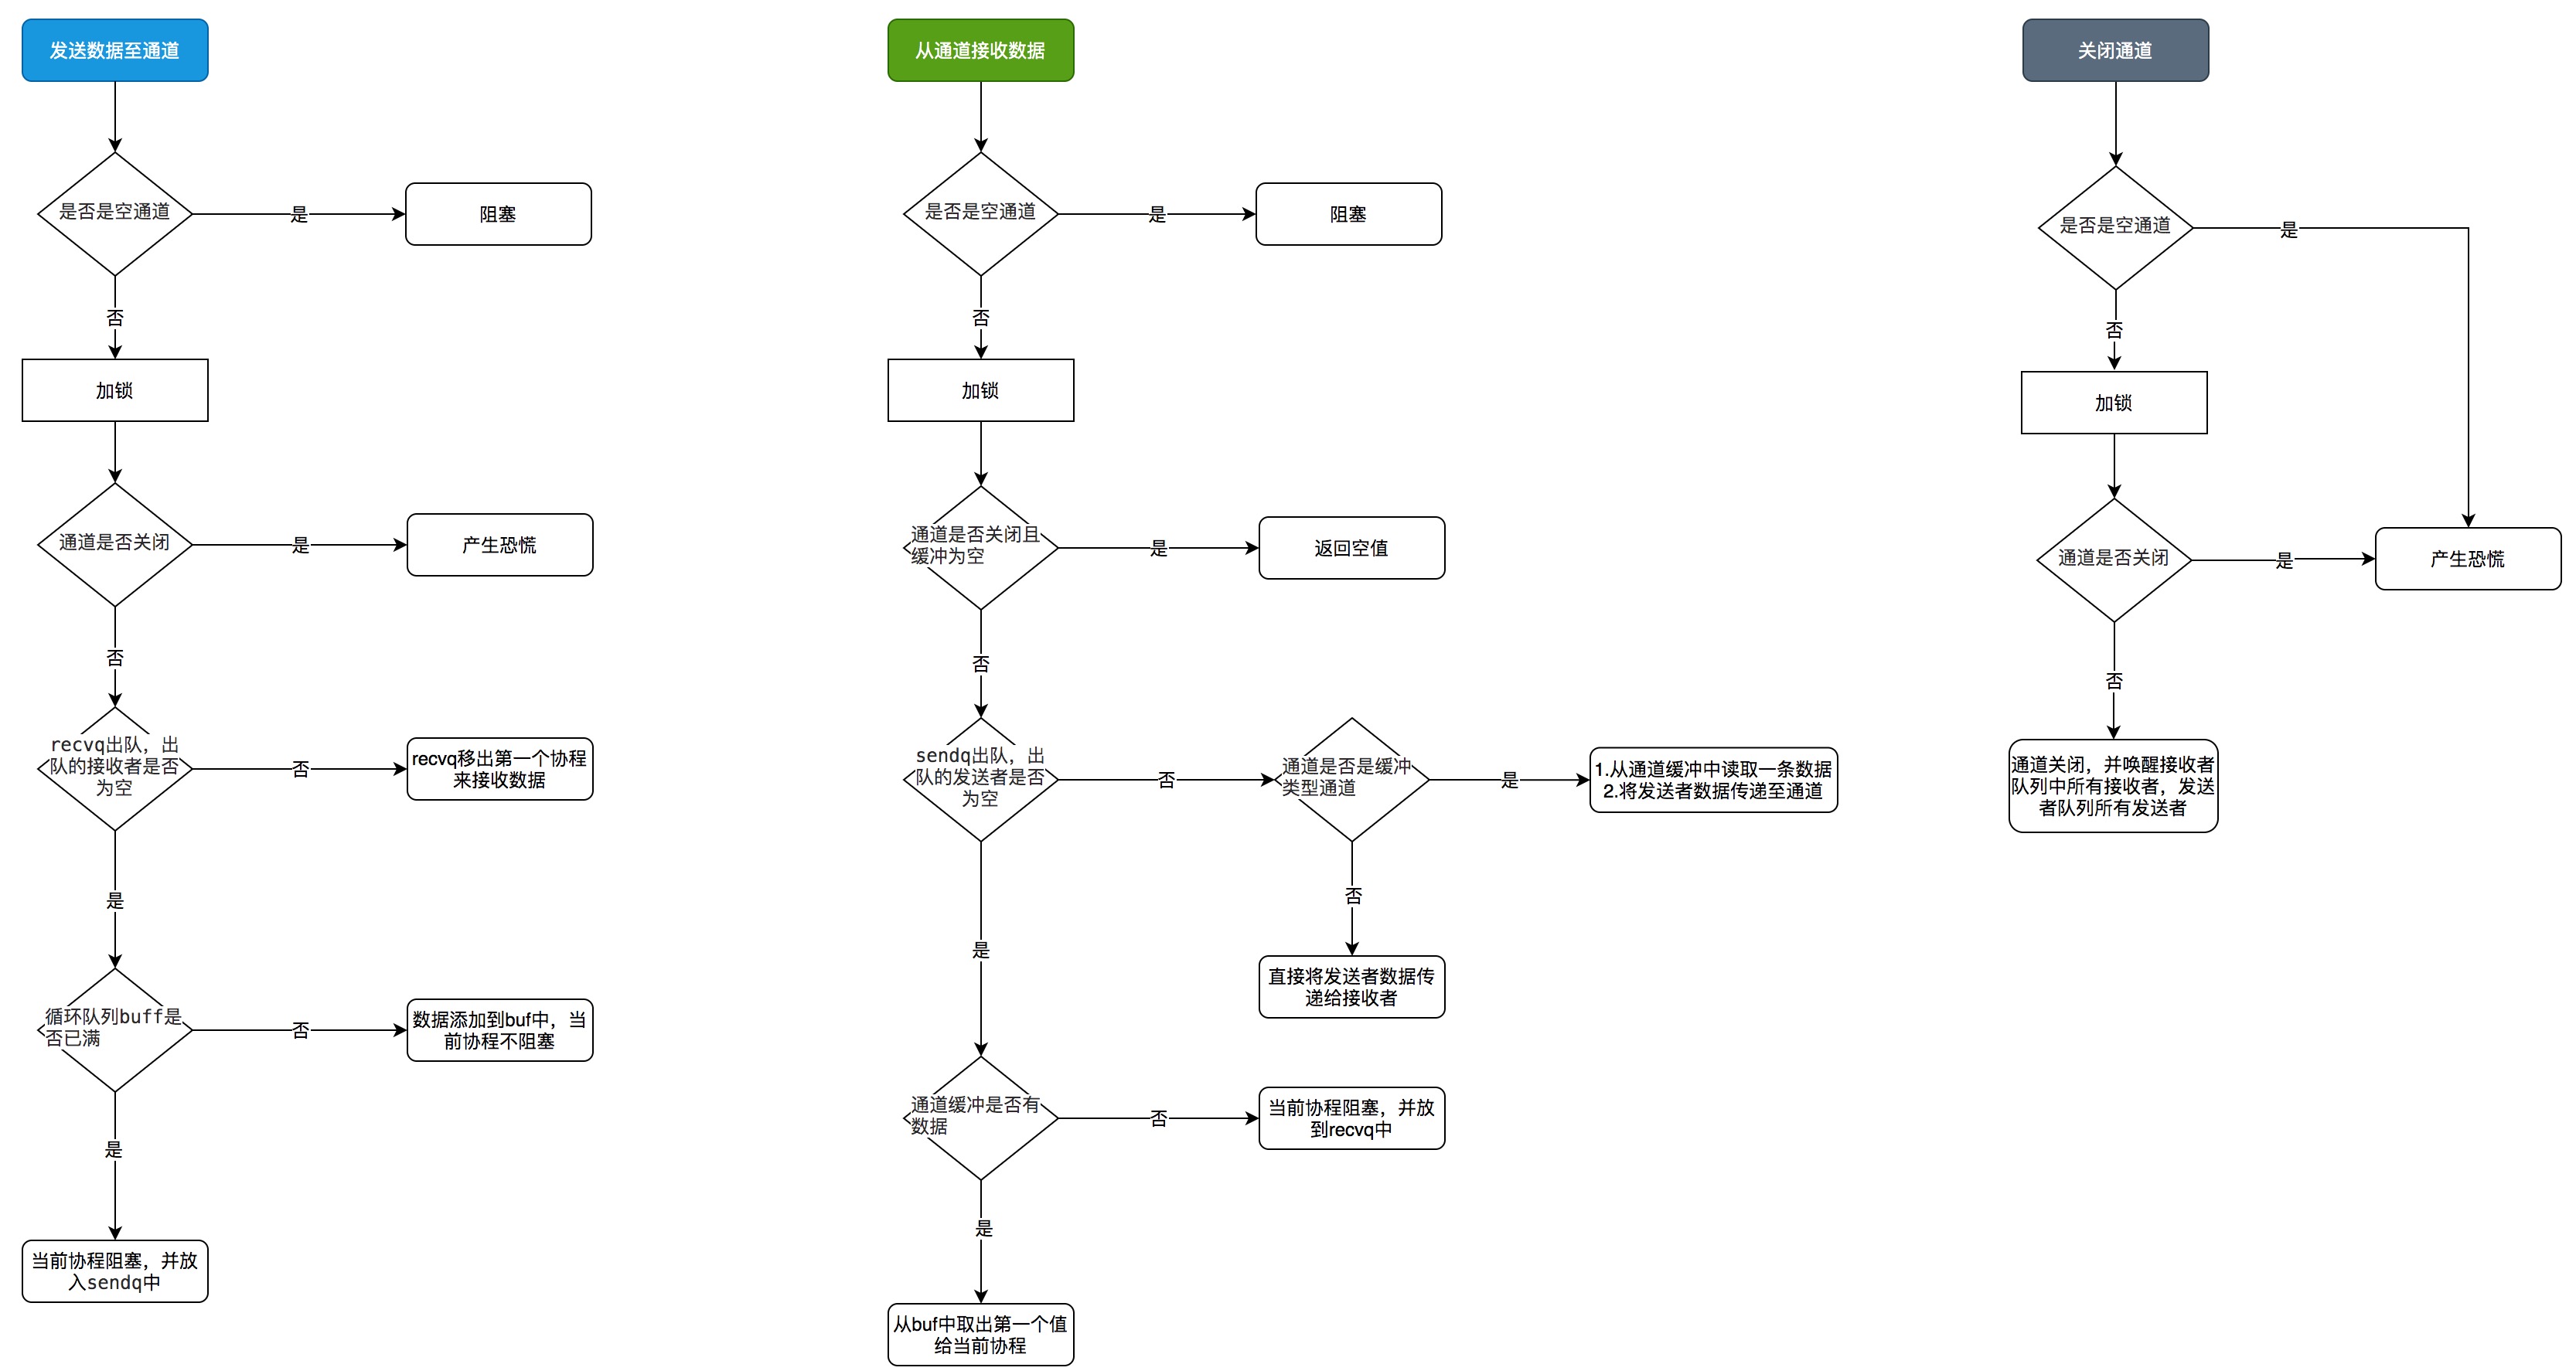 发送数据至通道
是否是空通道
是
阻塞
否
加锁
通道是否关闭
是
产生恐慌
否
recvq出队，出
队的接收者是否
为空
否
recvq移出第一个协程
来接收数据
是
循环队列buff是
否已满
否
数据添加到buf中，当
前协程不阻塞
是
当前协程阻塞，并放
入sendq中
从通道接收数据
是否是空通道
是
阻塞
否
加锁
通道是否关闭且
缓冲为空
是
返回空值
否
sendq出队，出
队的发送者是否
为空
否
通道是否是缓冲
类型通道
是
1.从通道缓冲中读取一条数据
2.将发送者数据传递至通道
否
直接将发送者数据传
递给接收者
是
通道缓冲是否有
数据
否
当前协程阻塞，并放
到recvq中
是
从buf中取出第一个值
给当前协程
关闭通道
是否是空通道
是
否
加锁
通道是否关闭
是
产生恐慌
否
通道关闭，并唤醒接收者
队列中所有接收者，发送
者队列所有发送者